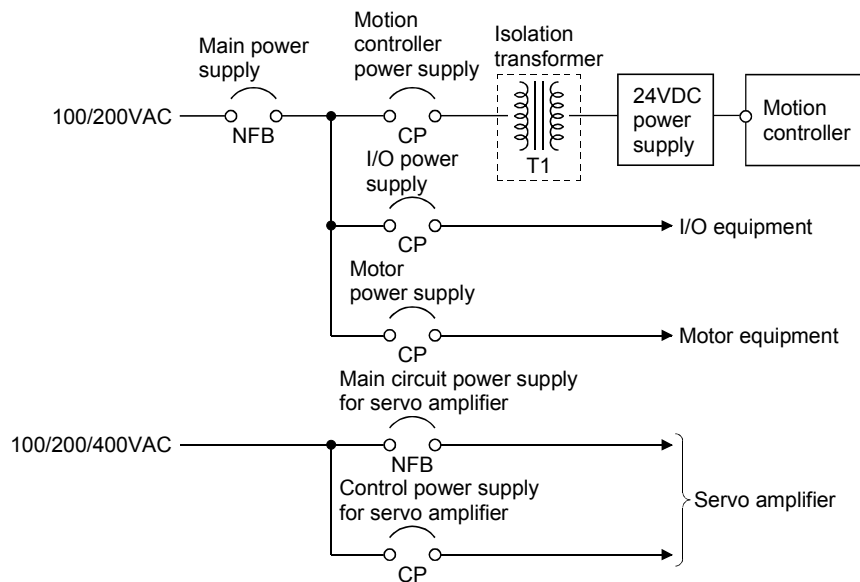 Main power
supply
Motion
controller
power supply
Isolation
transformer
100/200VAC
NFB
CP
T1
24VDC
power
supply
Motion
controller
I/O power
supply
CP
I/O equipment
Motor
power supply
CP
Motor equipment
Main circuit power supply
for servo amplifier
100/200/400VAC
NFB
Control power supply
for servo amplifier
CP
Servo amplifier